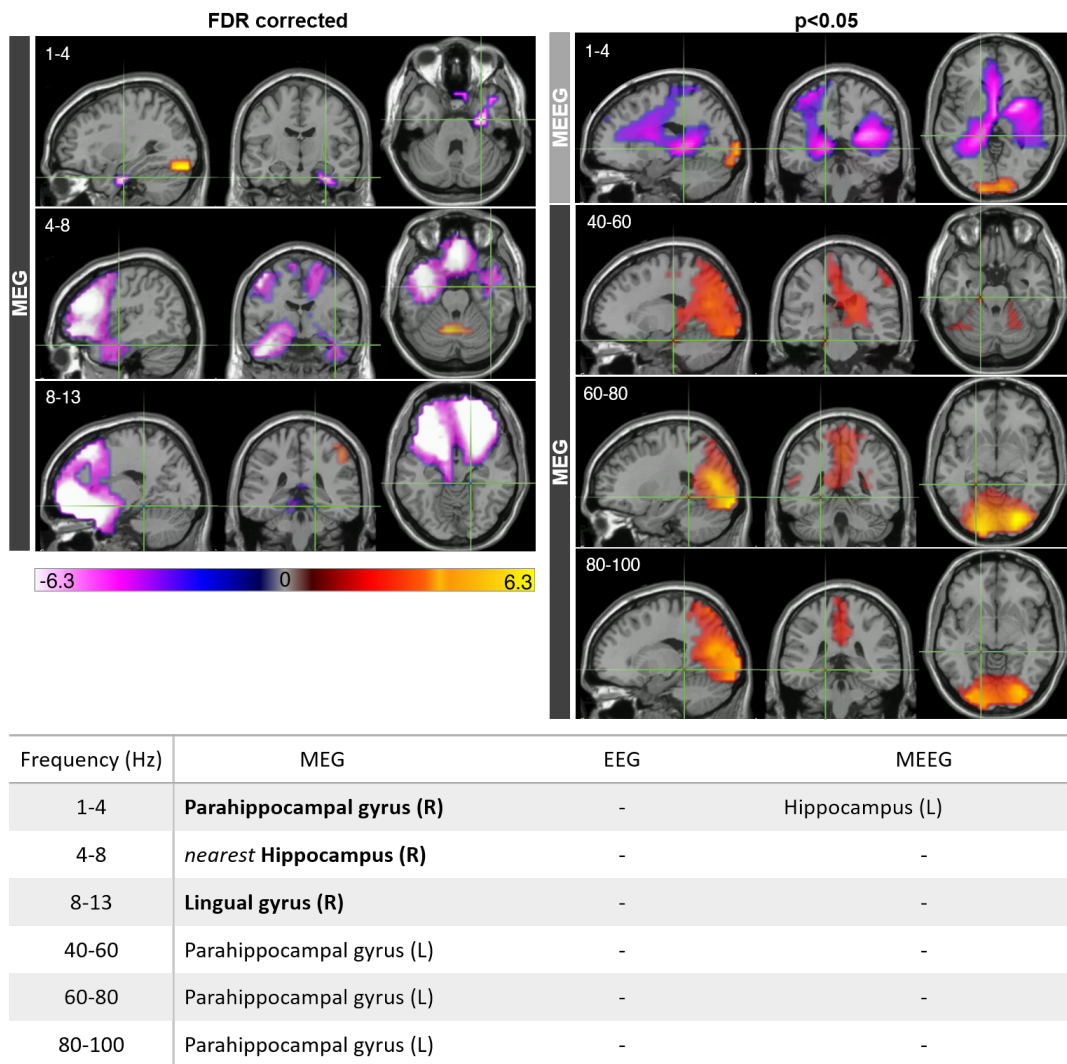 FDR corrected
MEG
1-4
4-8
8-13
-6.3 0 6.3
p<0.05
MEEG
1-4
MEG
40-60
60-80
80-100
Frequency (Hz) MEG EEG MEEG
1-4 Parahippocampal gyrus (R) - Hippocampus (L)
4-8 nearest Hippocampus (R) - -
8-13 Lingual gyrus (R) - -
40-60 Parahippocampal gyrus (L) - -
60-80 Parahippocampal gyrus (L) - -
80-100 Parahippocampal gyrus (L) - -